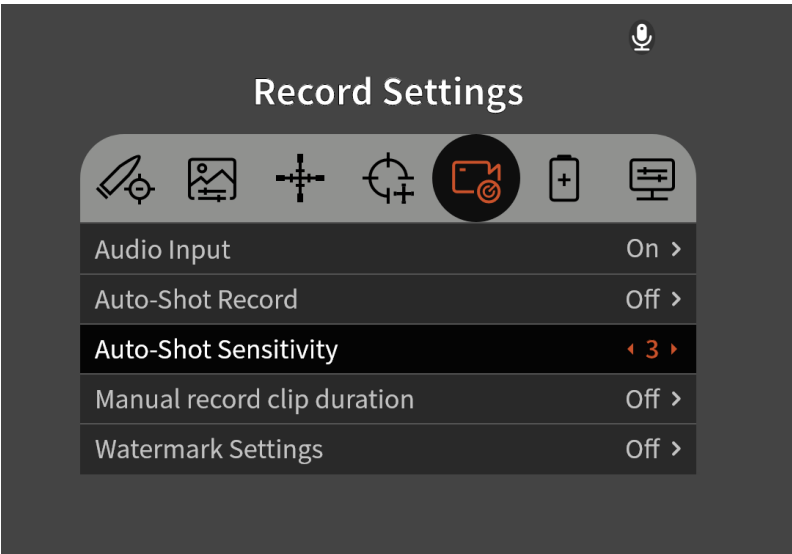 Record Settings
Audio Input On
Auto-Shot Record Off
Auto-Shot Sensitivity 3
Manual record clip duration Off
Watermark Settings Off